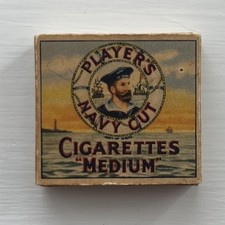 PLAYER'S
NAVY CUT
CIGARETTES
"MEDIUM"